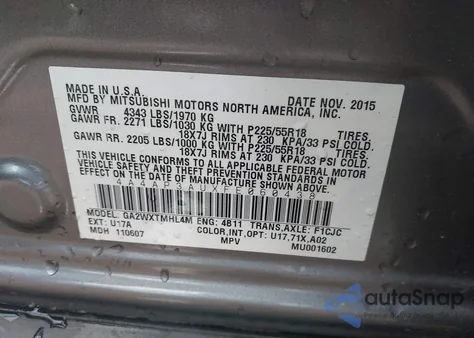 MADE IN U.S.A. DATE NOV. 2015
MFD BY MITSUBISHI MOTORS NORTH AMERICA, INC.
GVWR 4343 LBS/1970 KG
GAWR FR. 2271 LBS/1030 KG WITH P225/55R18 TIRES.
18X7J RIMS AT 230 KPA/33 PSI COLD.
GAWR RR. 2205 LBS/1000 KG WITH P225/55R18 TIRES.
18X7J RIMS AT 230 KPA/33 PSI COLD.
THIS VEHICLE CONFORMS TO ALL APPLICABLE FEDERAL MOTOR
VEHICLE SAFETY AND THEFT PREVENTION STANDARDS IN EFFECT
ON THE DATE OF MANUFACTURE SHOWN ABOVE.
4A4AP3AUXFE060438
MODEL: GA2WXTMHL4M ENG: 4B11 TRANS,AXLE: F1CJC
EXT: U17A COLOR,INT,OPT: U17,71X,A02
MDH 110607 MPV MU001602
autoSnap